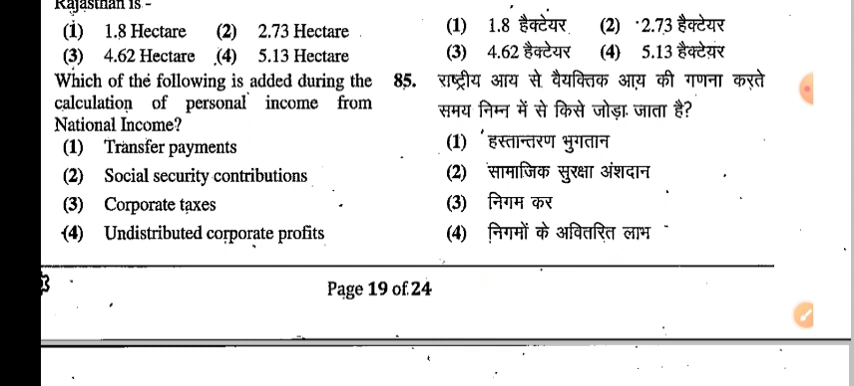 Rajasthan is -
(1) 1.8 Hectare (2) 2.73 Hectare
(3) 4.62 Hectare (4) 5.13 Hectare
Which of the following is added during the
calculation of personal income from
National Income?
(1) Transfer payments
(2) Social security contributions
(3) Corporate taxes
(4) Undistributed corporate profits
(1) 1.8 हैक्टेयर (2) 2.73 हैक्टेयर
(3) 4.62 हैक्टेयर (4) 5.13 हैक्टेयर
85. राष्ट्रीय आय से वैयक्तिक आय की गणना करते
समय निम्न में से किसे जोड़ा जाता है?
(1) हस्तान्तरण भुगतान
(2) सामाजिक सुरक्षा अंशदान
(3) निगम कर
(4) निगमों के अवितरित लाभ
Page 19 of 24